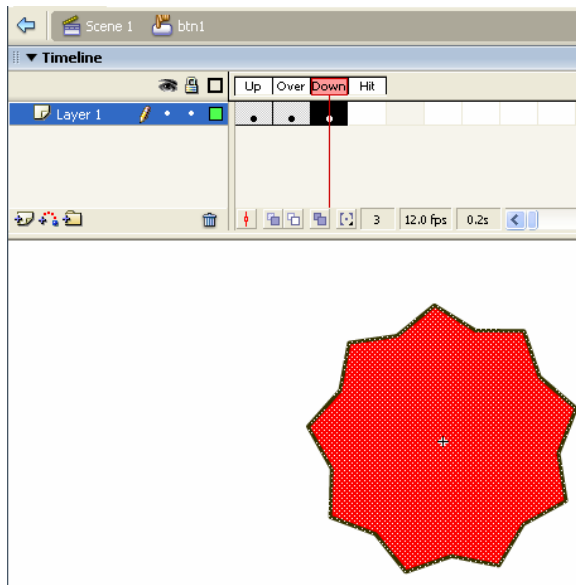 Scene 1 btn1
Timeline
Up Over Down Hit
Layer 1
3 12.0 fps 0.2s